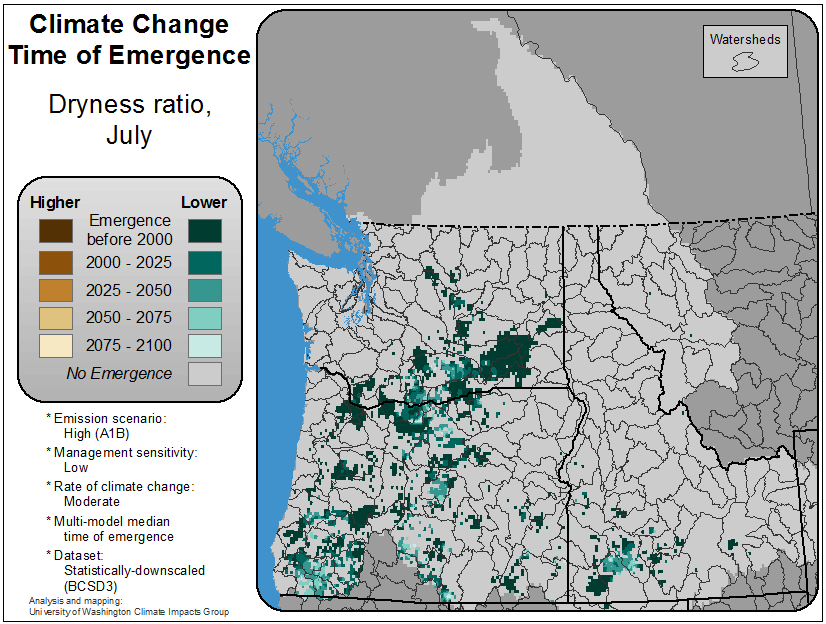 Climate Change
Time of Emergence
Dryness ratio,
July
Higher
Lower
Emergence
before 2000
2000 - 2025
2025 - 2050
2050 - 2075
2075 - 2100
No Emergence
* Emission scenario:
High (A1B)
* Management sensitivity:
Low
* Rate of climate change:
Moderate
* Multi-model median
time of emergence
* Dataset:
Statistically-downscaled
(BCSD3)
Analysis and mapping:
University of Washington Climate Impacts Group
Watersheds